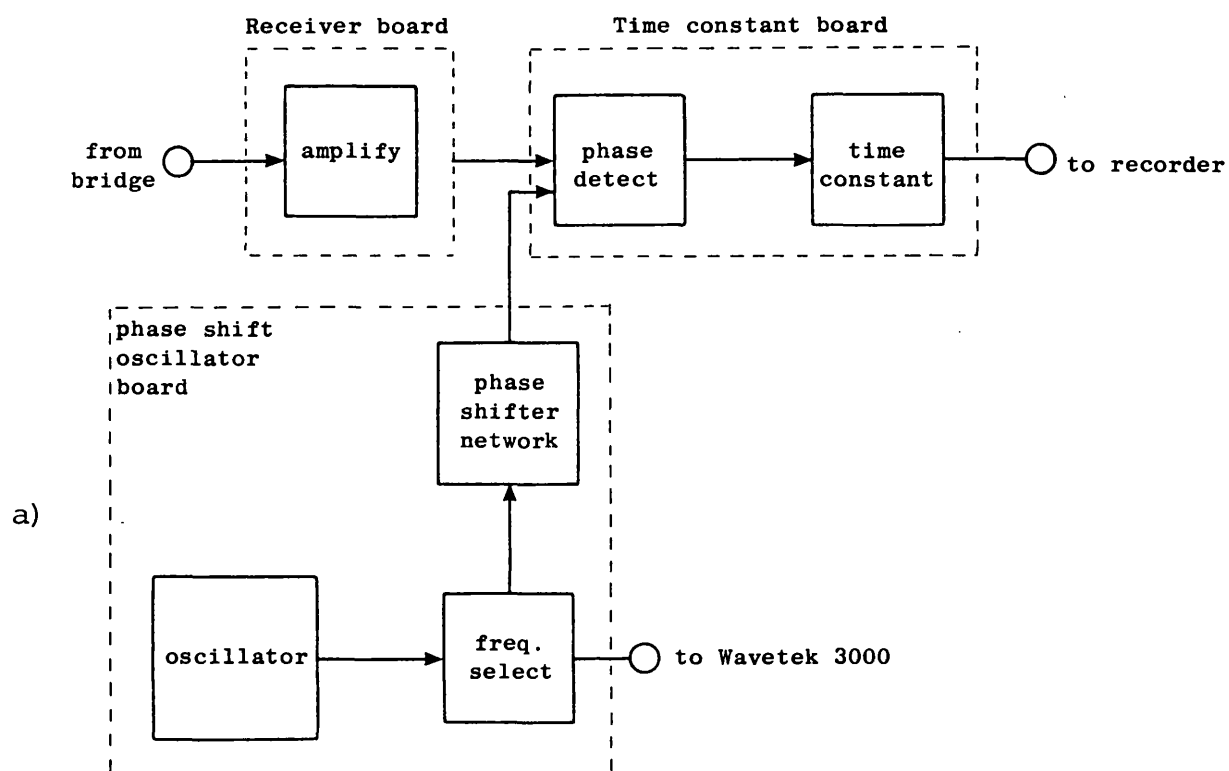 Receiver board
Time constant board
from
bridge
amplify
phase
detect
time
constant
to recorder
phase shift
oscillator
board
phase
shifter
network
a)
oscillator
freq.
select
to Wavetek 3000